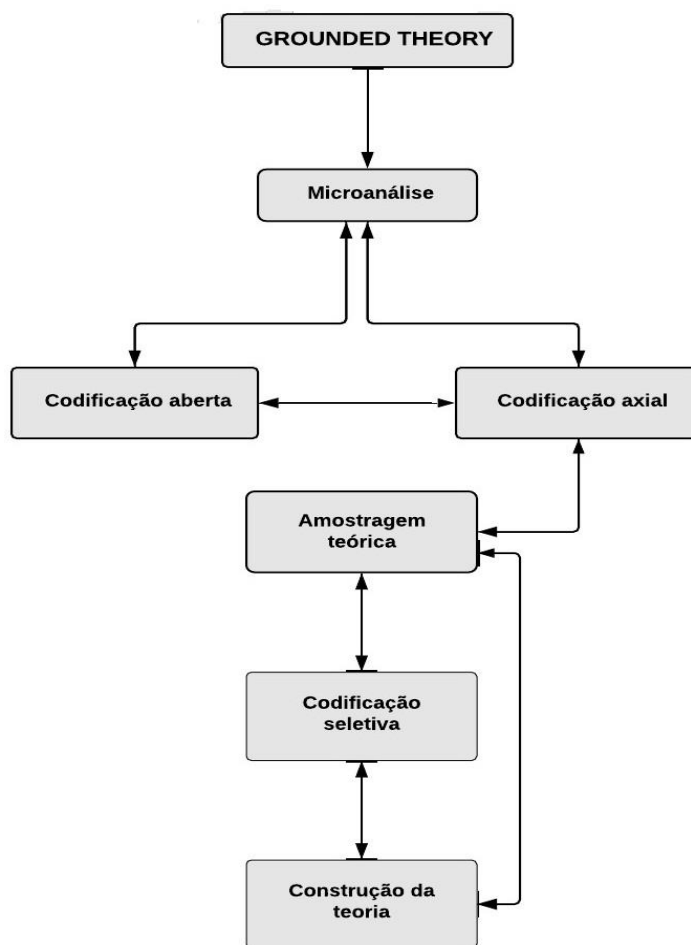 GROUNDED THEORY
Microanálise
Codificação aberta
Codificação axial
Amostragem
teórica
Codificação
seletiva
Construção da
teoria